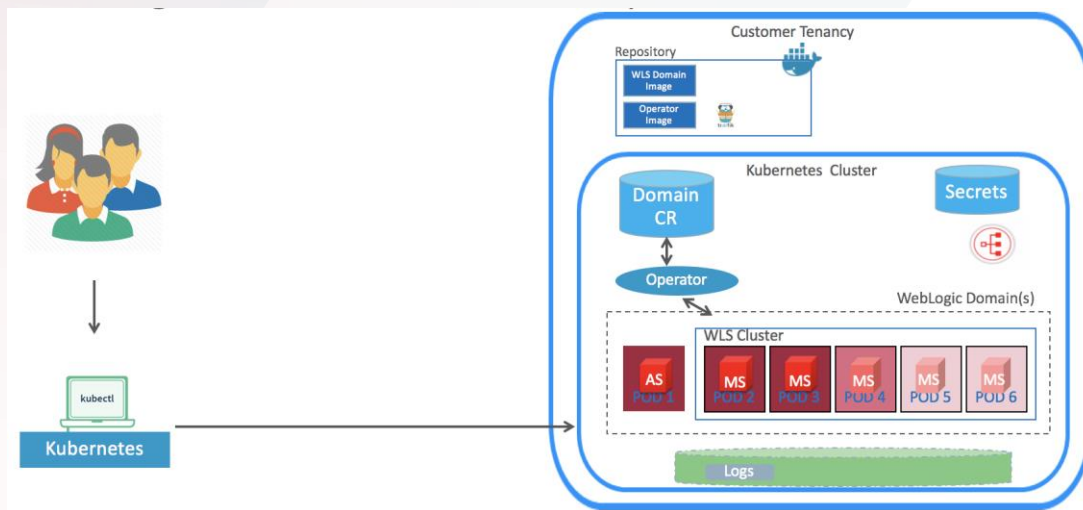 Customer Tenancy
Repository
WLS Domain
Image
Operator
Image
Kubernetes Cluster
Domain
CR
Secrets
Operator
WebLogic Domain(s)
WLS Cluster
AS
POD 1
MS
POD 2
MS
POD 3
MS
POD 4
MS
POD 5
MS
POD 6
kubectl
Kubernetes
Logs